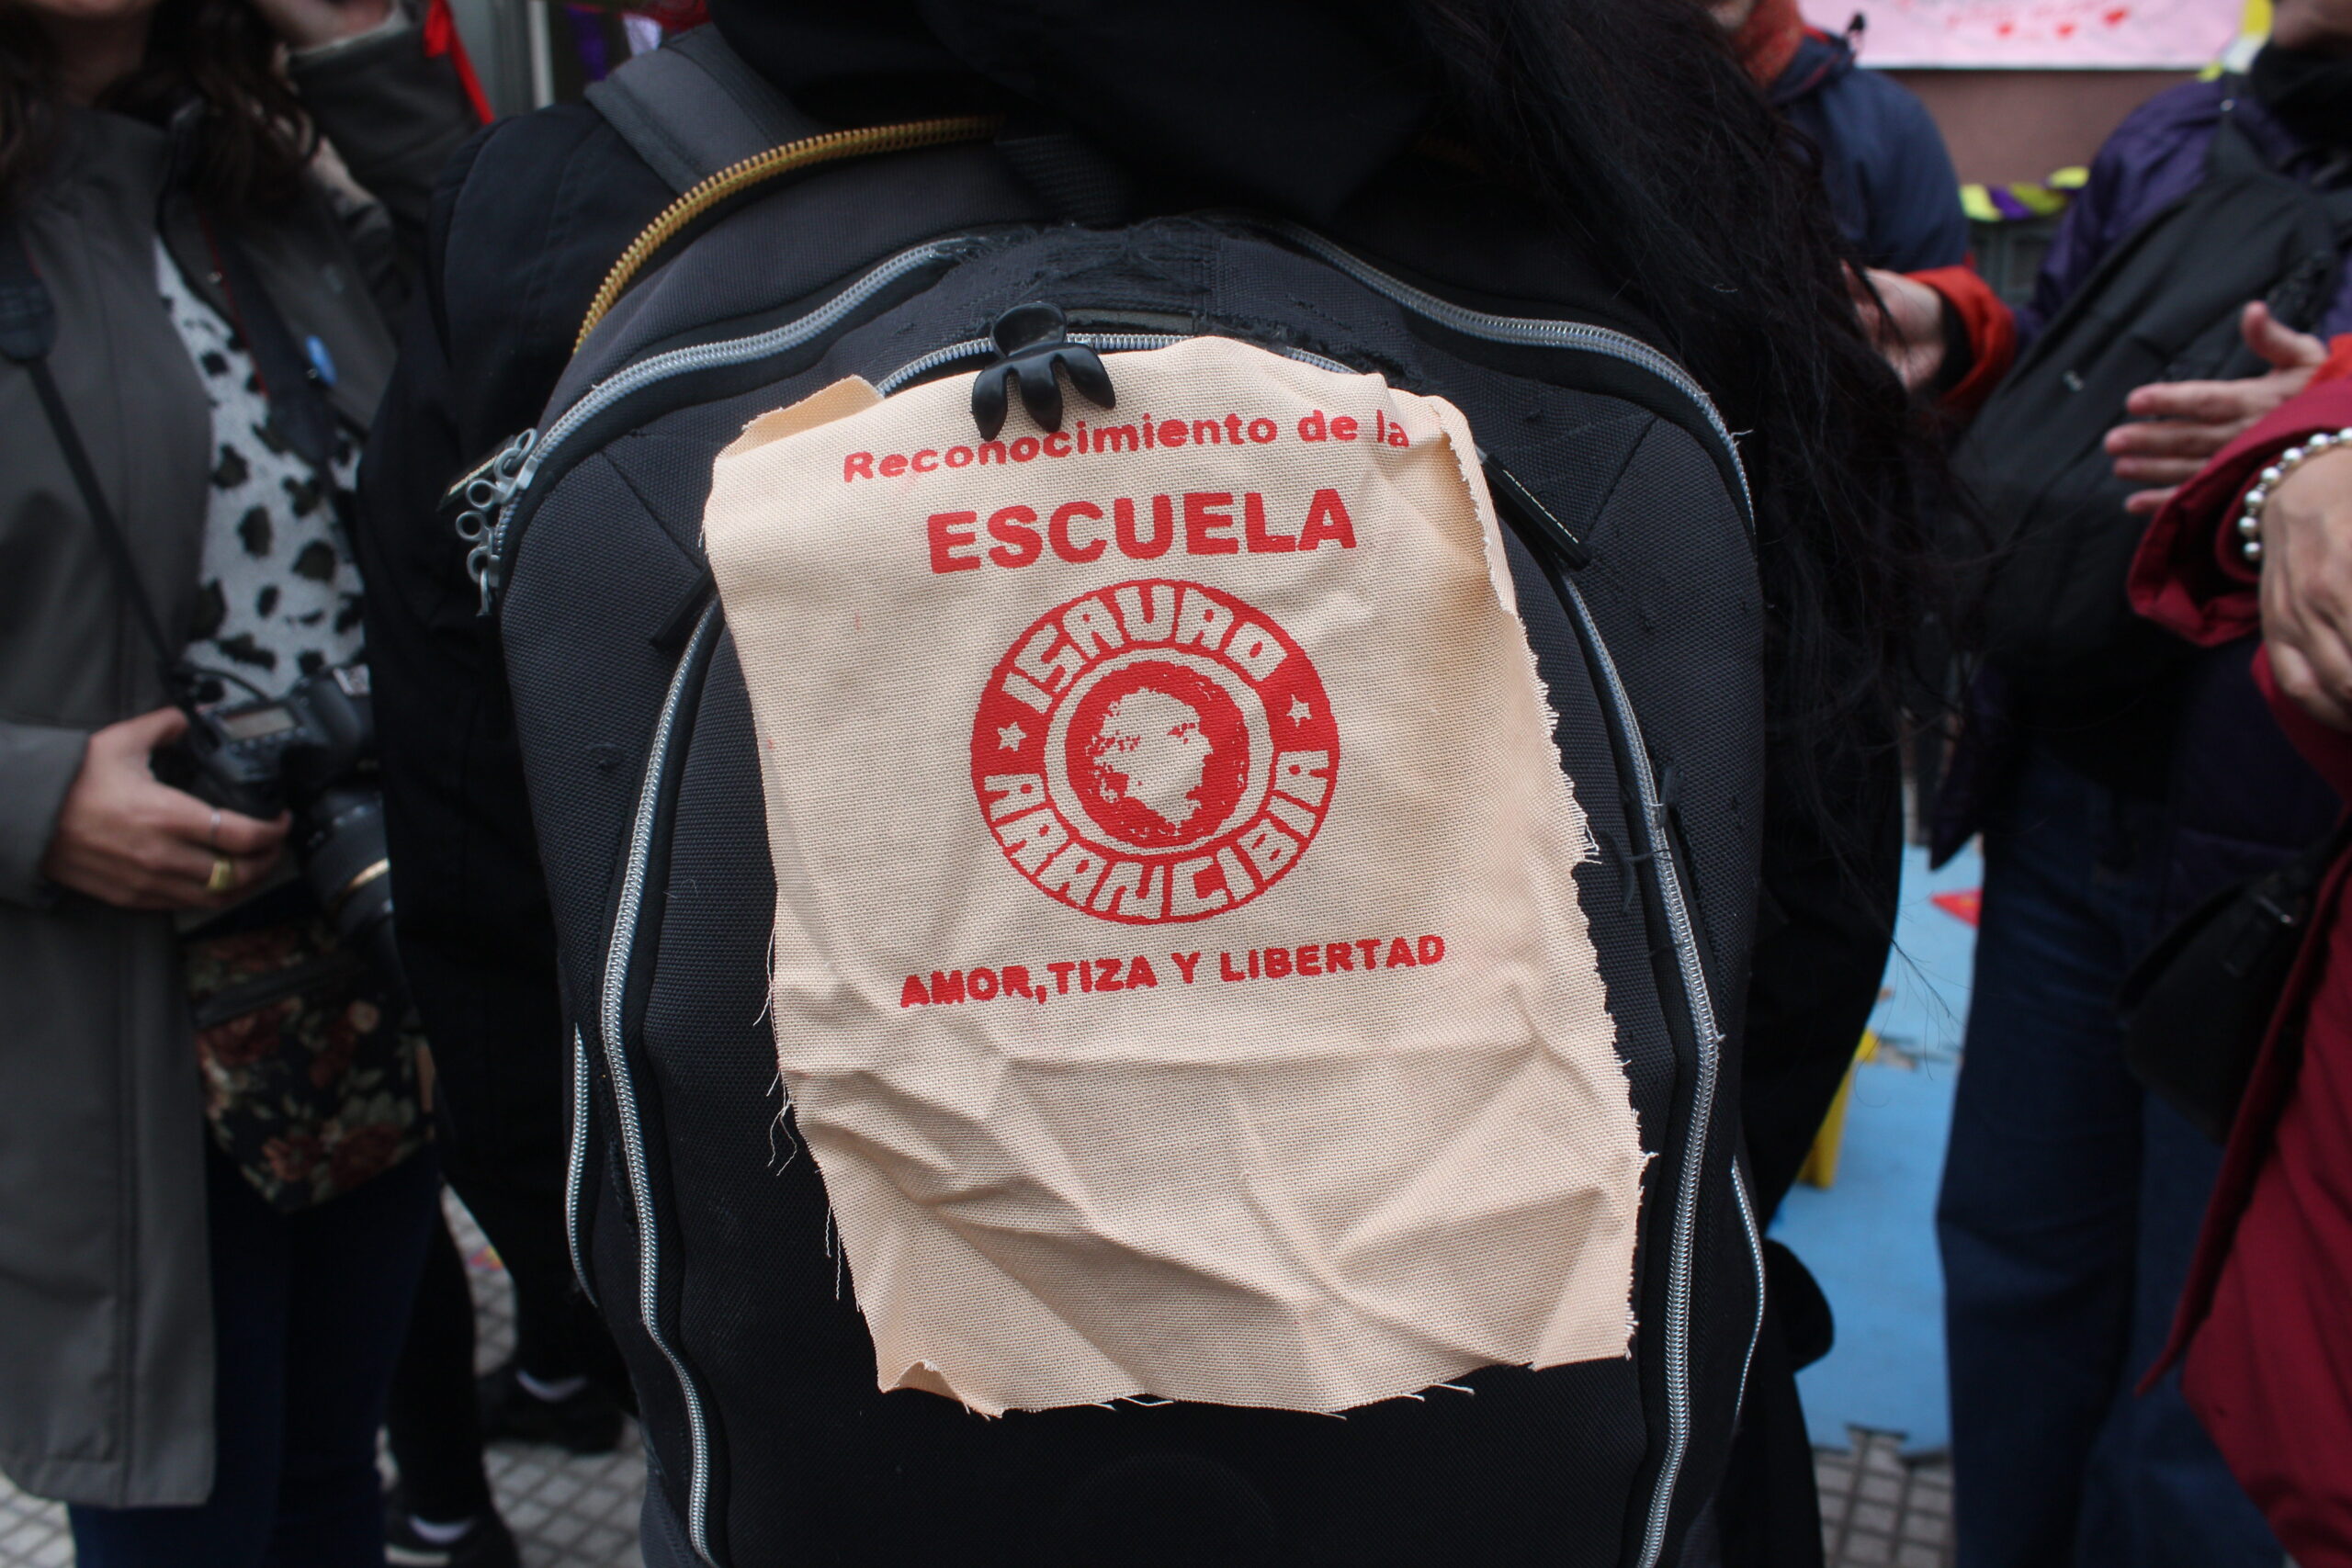 Reconocimiento de la
ESCUELA
ISAURO
ARANCIBIA
AMOR, TIZA Y LIBERTAD